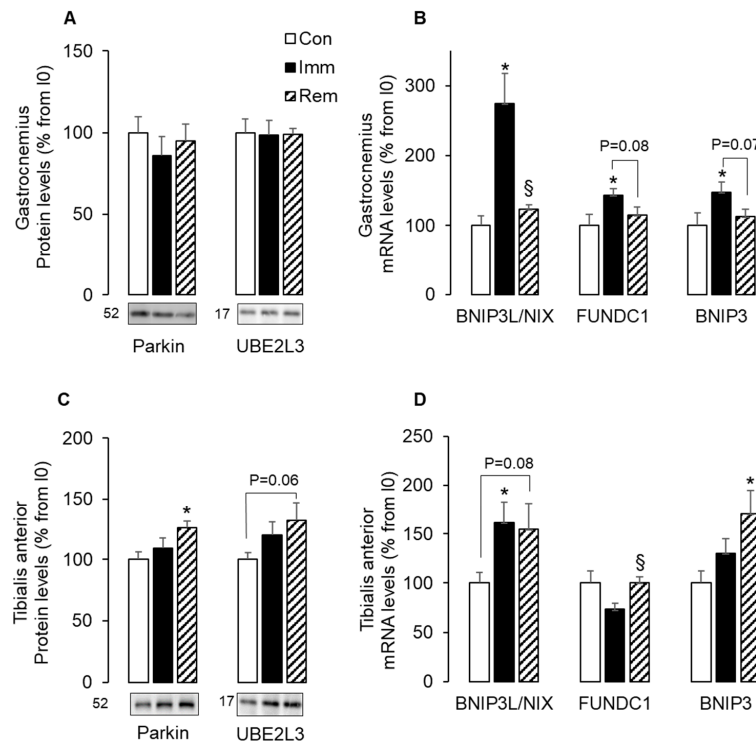 A
150
100
50
0
Gastrocnemius
Protein levels (% from I0)
Con
Imm
Rem
52
17
Parkin
UBE2L3
B
300
200
100
0
Gastrocnemius
mRNA levels (% from I0)
*
§
P=0.08
*
P=0.07
*
BNIP3L/NIX
FUNDC1
BNIP3
C
200
150
100
50
0
Tibialis anterior
Protein levels (% from I0)
*
P=0.06
52
17
Parkin
UBE2L3
D
250
200
150
100
50
0
Tibialis anterior
mRNA levels (% from I0)
P=0.08
*
§
*
BNIP3L/NIX
FUNDC1
BNIP3